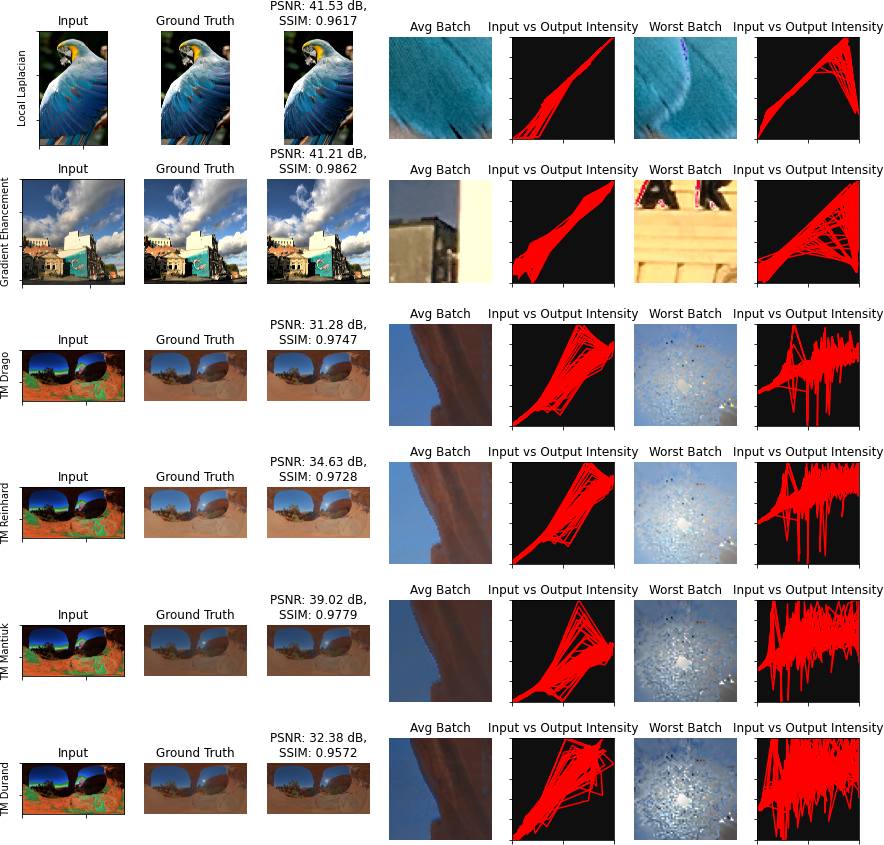 PSNR: 41.53 dB,
SSIM: 0.9617
Input
Ground Truth
Avg Batch
Input vs Output Intensity
Worst Batch
Input vs Output Intensity
Local Laplacian
PSNR: 41.21 dB,
SSIM: 0.9862
Input
Ground Truth
Avg Batch
Input vs Output Intensity
Worst Batch
Input vs Output Intensity
Gradient Ehancement
A K
PSNR: 31.28 dB,
SSIM: 0.9747
Input
Ground Truth
Avg Batch
Input vs Output Intensity
Worst Batch
Input vs Output Intensity
TM Drago
PSNR: 34.63 dB,
SSIM: 0.9728
Input
Ground Truth
Avg Batch
Input vs Output Intensity
Worst Batch
Input vs Output Intensity
TM Reinhard
PSNR: 39.02 dB,
SSIM: 0.9779
Input
Ground Truth
Avg Batch
Input vs Output Intensity
Worst Batch
Input vs Output Intensity
TM Mantiuk
PSNR: 32.38 dB,
SSIM: 0.9572
Input
Ground Truth
Avg Batch
Input vs Output Intensity
Worst Batch
Input vs Output Intensity
TM Durand